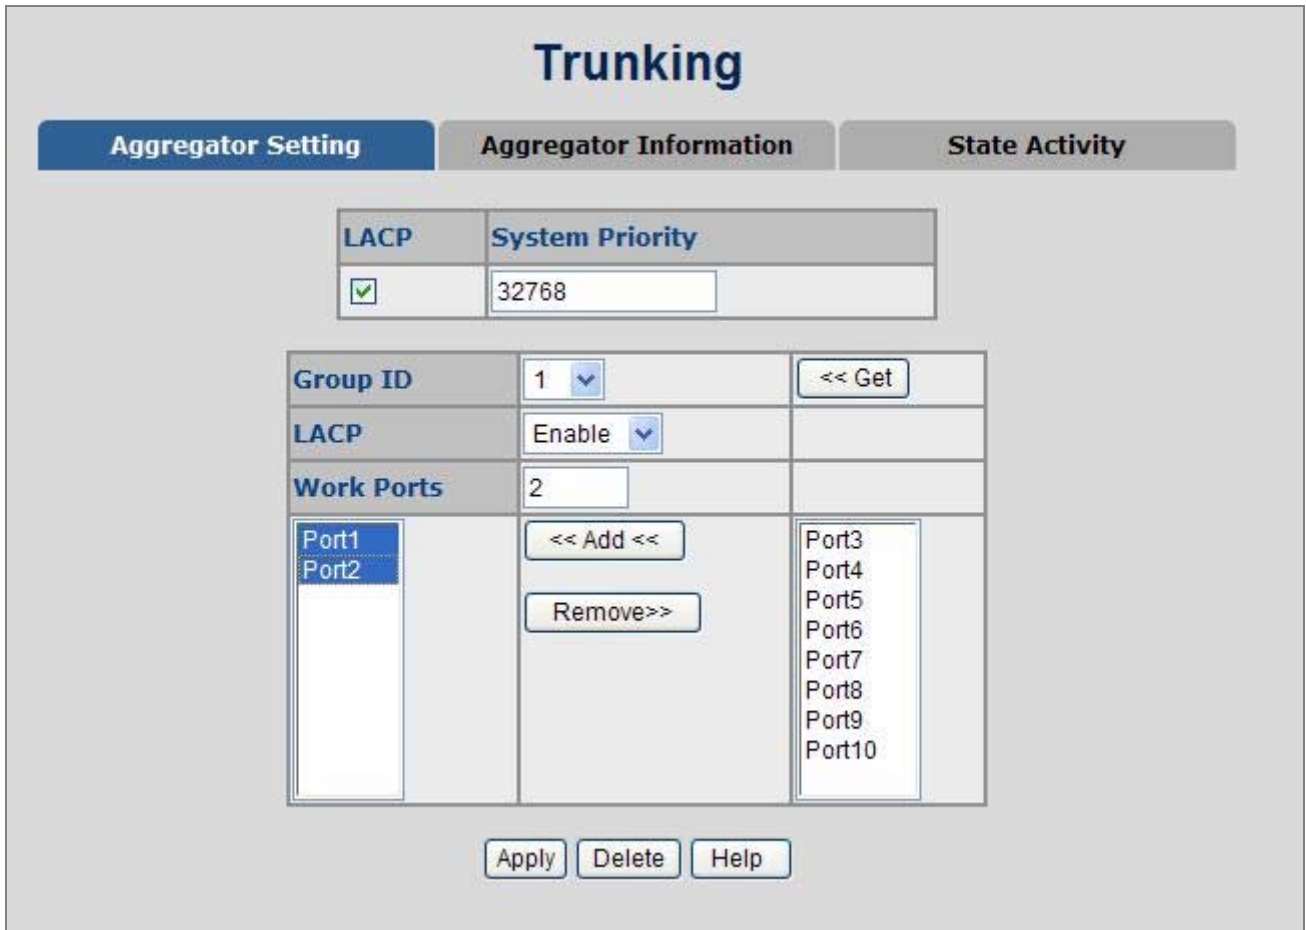 Trunking
Aggregator Setting Aggregator Information State Activity
LACP System Priority
32768
Group ID 1 << Get
LACP Enable
Work Ports 2
Port1
Port2
<< Add <<
Remove>>
Port3
Port4
Port5
Port6
Port7
Port8
Port9
Port10
Apply Delete Help